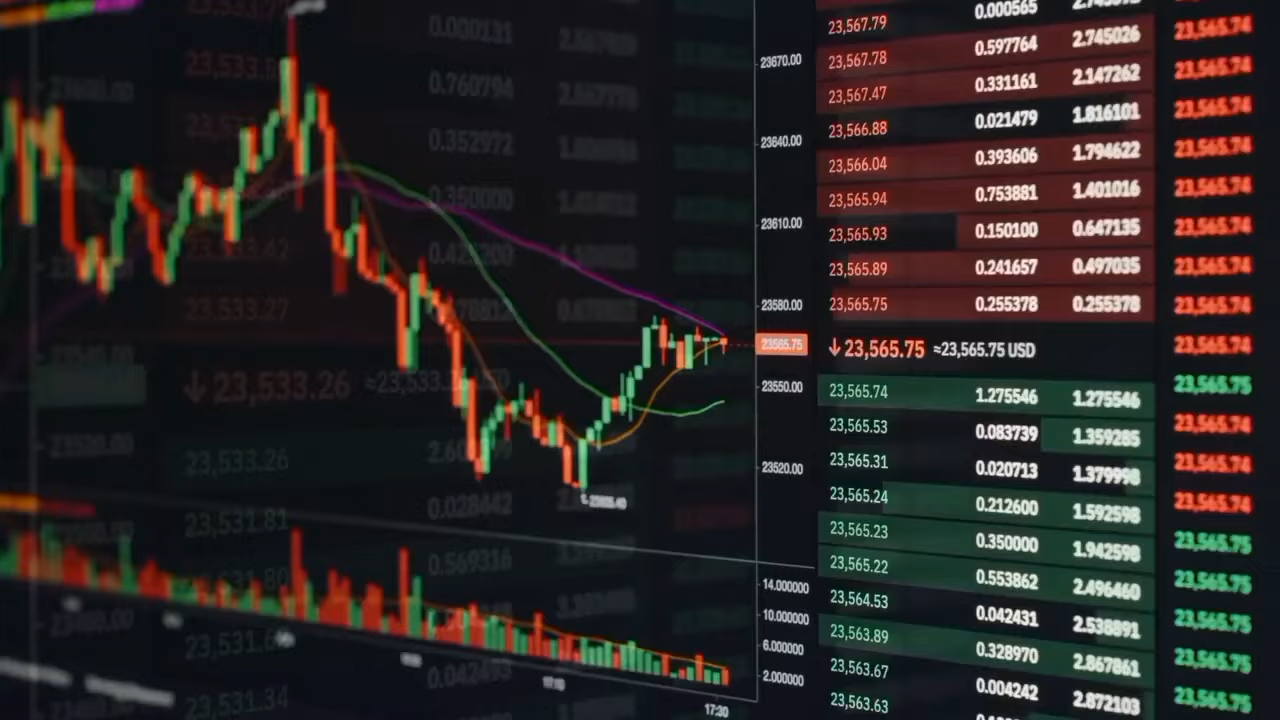 0.000565
23,567.79 0.597764 2.745026
23,567.78 0.331161 2.147262
23,567.47 0.021479 1.816101
23,566.88 0.393606 1.794622
23,566.04 0.753881 1.401016
23,565.94 0.150100 0.647135
23,565.93 0.241657 0.497035
23,565.89 0.255378 0.255378
23,565.75
↓23,565.75 ≈23,565.75 USD
23,565.74 1.275546 1.275546
23,565.53 0.083739 1.359285
23,565.31 0.020713 1.379998
23,565.24 0.212600 1.592598
23,565.23 0.350000 1.942598
23,565.22 0.553862 2.496460
23,564.53 0.042431 2.538891
23,563.89 0.328970 2.867861
23,563.67 0.004242 2.872103
23,563.63
23,565.74
23,565.74
23,565.74
23,565.74
23,565.74
23,565.74
23,565.74
23,565.74
23,565.74
23,565.75
23,565.74
23,565.74
23,565.74
23,565.75
23,565.75
23,565.75
23,565.75
23,565.75
23670.00
23640.00
23610.00
23580.00
23565.75
23550.00
23520.00
14.000000
10.000000
6.000000
2.000000
17:30
0.000131
0.760794
0.352972
0.350000
23,533.27
↓23,533.26
23,533.26
0.028442
23,531.81
0.569316
23,531.34
0.042493